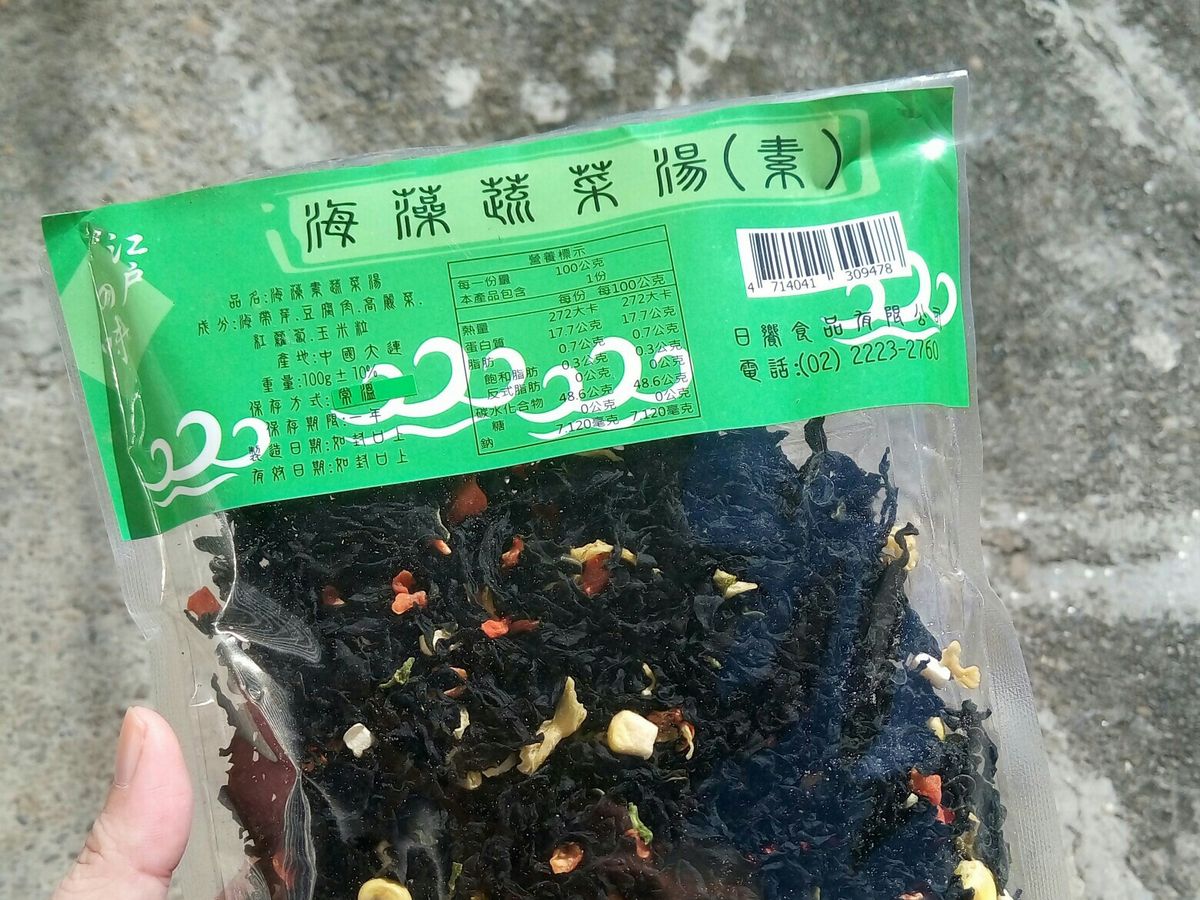 海藻蔬菜湯(素)
江戶
品名:海藻素蔬菜湯
成分:海帶芽.豆腐肉.高麗菜.
紅蘿蔔.玉米粒
產地:中國大連
重量:100g±10%
保存方式:常溫
保存期限:一年
製造日期:如封口上
有效日期:如封口上
營養標示
每一份量 100公克
本產品包含 1份
每份 每100公克
熱量 272大卡 272大卡
蛋白質 17.7公克 17.7公克
脂肪 0.7公克 0.7公克
飽和脂肪 0.3公克 0.3公克
反式脂肪 0公克 0公克
碳水化合物 48.6公克 48.6公克
糖 0公克 0公克
鈉 7,120毫克 7,120毫克
4 714041 309478
日饗食品有限公司
電話:(02) 2223-2760